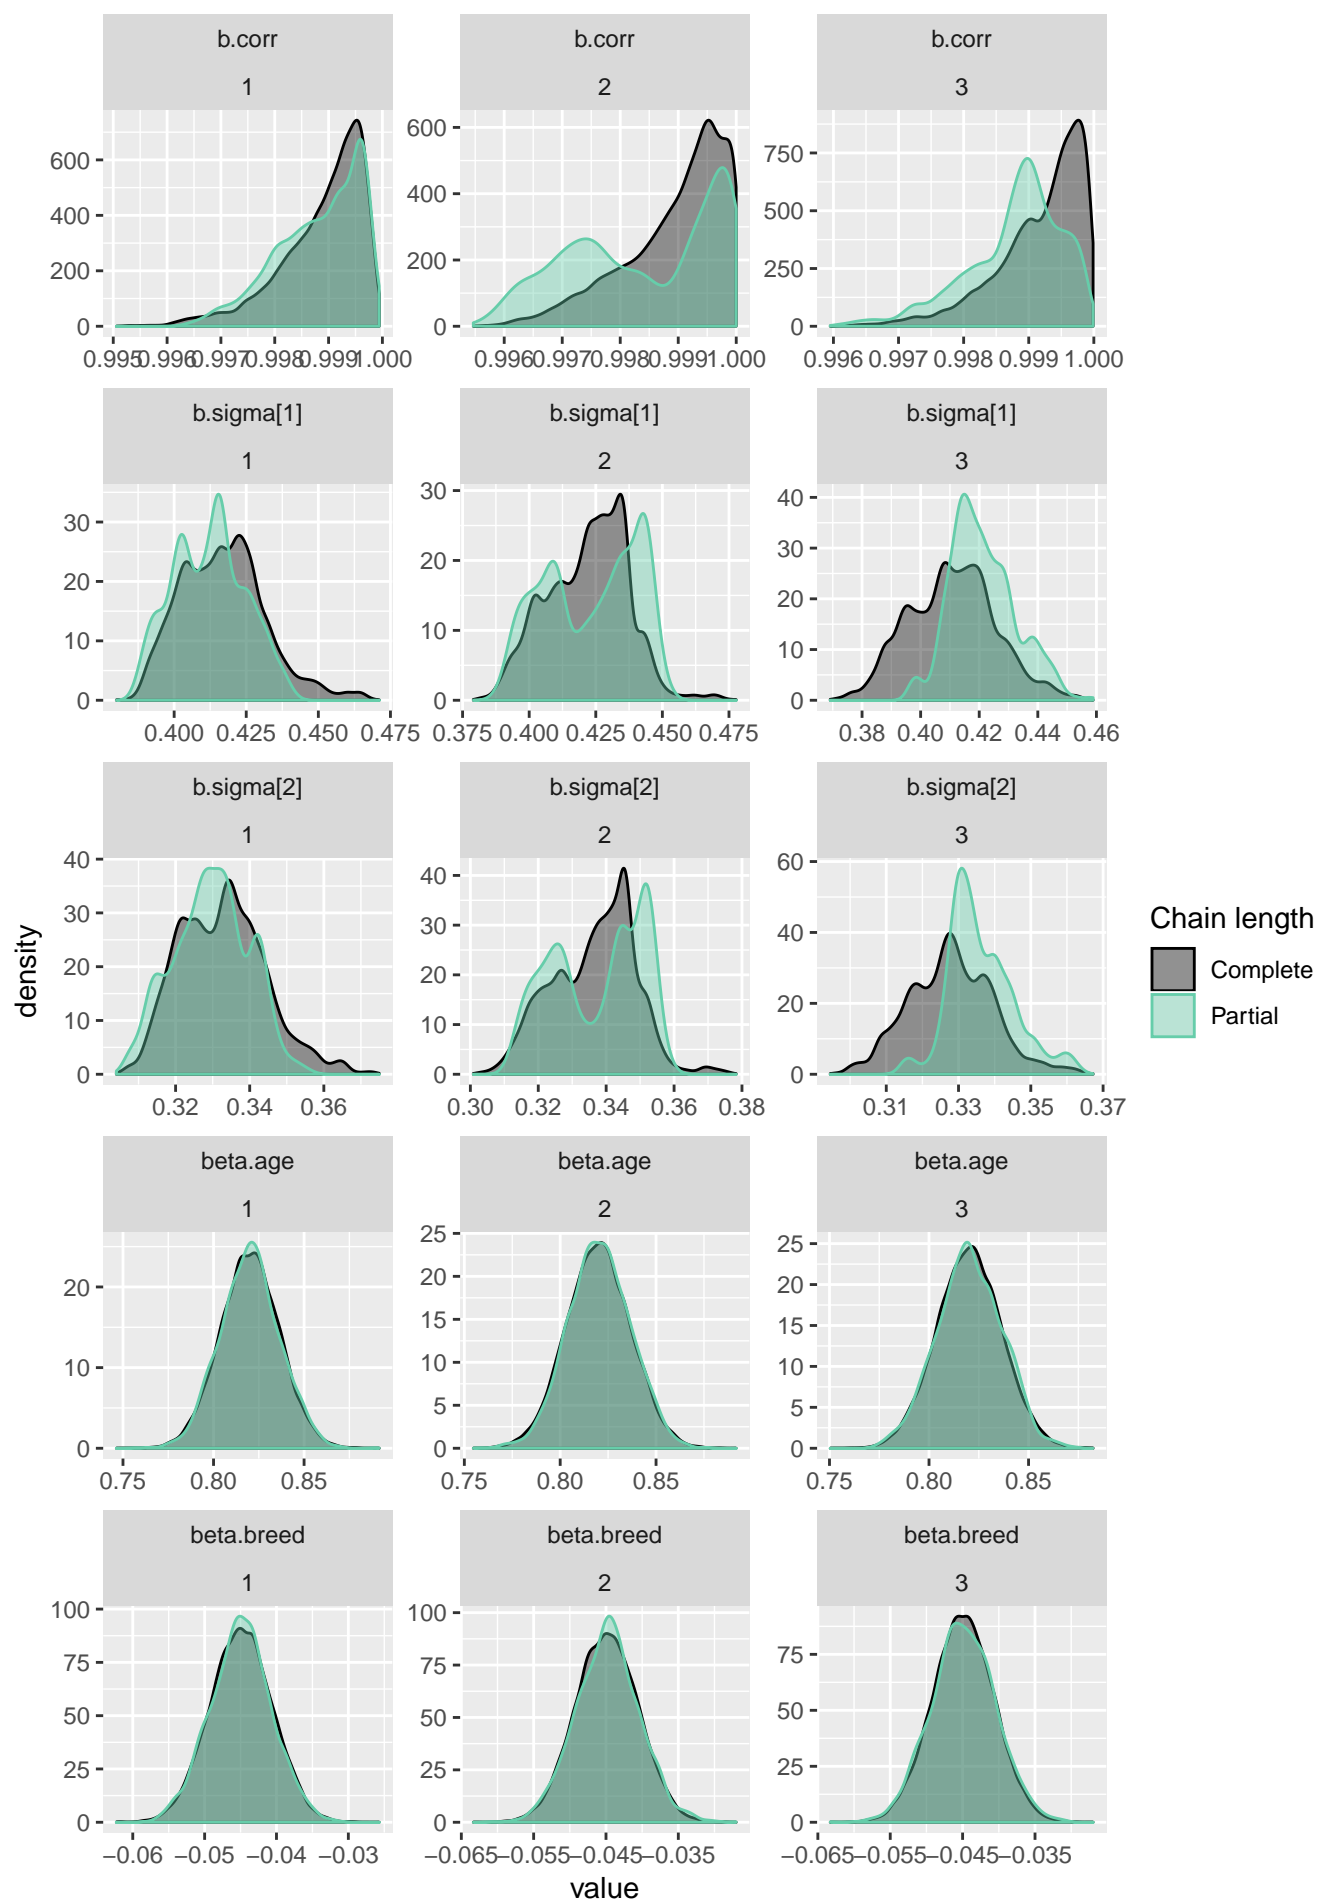 b.corr
1
b.corr
2
b.corr
3
600
400
200
0
0.995 0.996 0.997 0.998 0.999 1.000
600
400
200
0
0.996 0.997 0.998 0.999 1.000
750
500
250
0
0.996 0.997 0.998 0.999 1.000
b.sigma[1]
1
b.sigma[1]
2
b.sigma[1]
3
30
20
10
0
0.400 0.425 0.450 0.475
30
20
10
0
0.375 0.400 0.425 0.450 0.475
40
30
20
10
0
0.38 0.40 0.42 0.44 0.46
b.sigma[2]
1
b.sigma[2]
2
b.sigma[2]
3
40
30
20
10
0
0.32 0.34 0.36
40
30
20
10
0
0.30 0.32 0.34 0.36 0.38
60
40
20
0
0.31 0.33 0.35 0.37
beta.age
1
beta.age
2
beta.age
3
20
10
0
0.75 0.80 0.85
25
20
15
10
5
0
0.75 0.80 0.85
25
20
15
10
5
0
0.75 0.80 0.85
beta.breed
1
beta.breed
2
beta.breed
3
100
75
50
25
0
−0.06 −0.05 −0.04 −0.03
100
75
50
25
0
−0.065 −0.055 −0.045 −0.035
75
50
25
0
−0.065 −0.055 −0.045 −0.035
density
value
Chain length
Complete
Partial